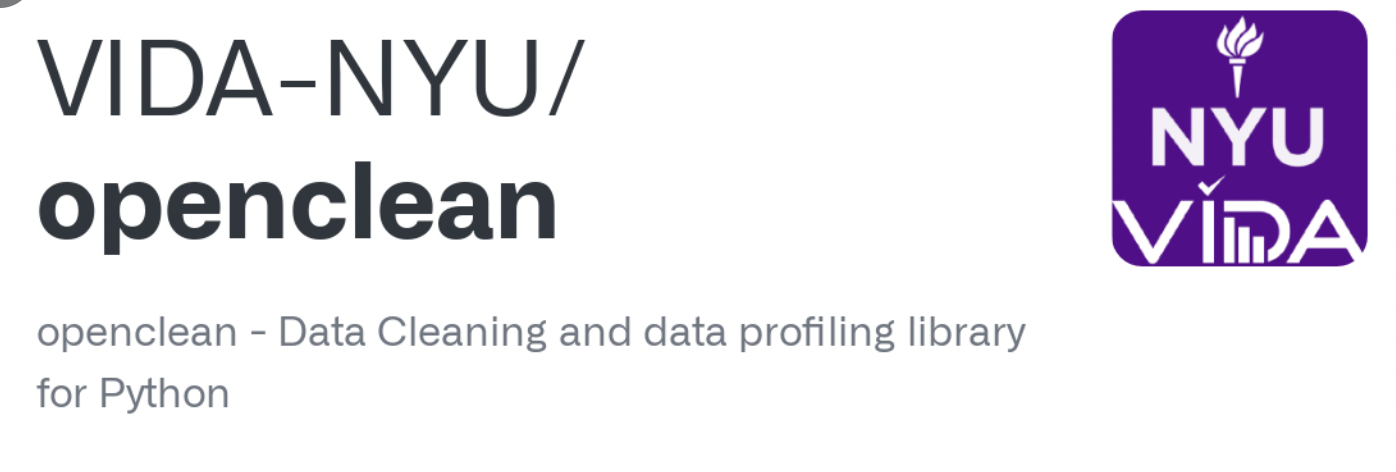 VIDA-NYU/
openclean
openclean - Data Cleaning and data profiling library
for Python
NYU
VIDA